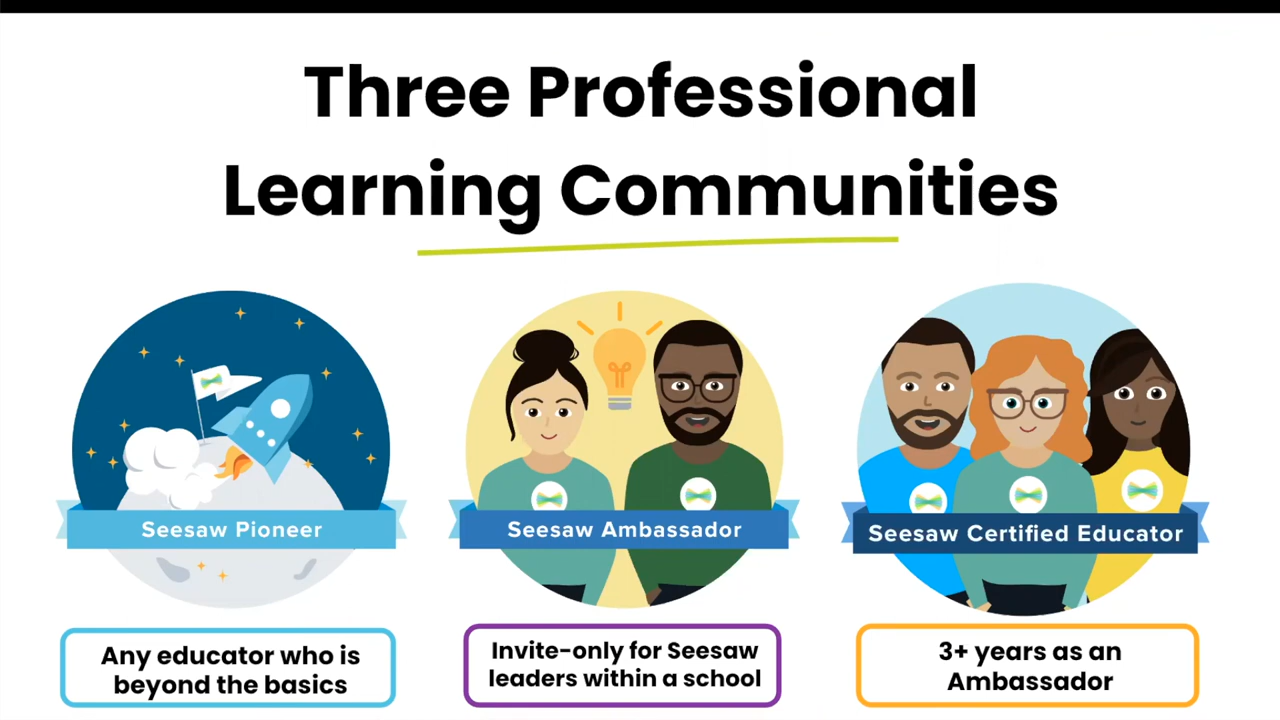 Three Professional
Learning Communities
Seesaw Pioneer
Seesaw Ambassador
Seesaw Certified Educator
Any educator who is
beyond the basics
Invite-only for Seesaw
leaders within a school
3+ years as an
Ambassador